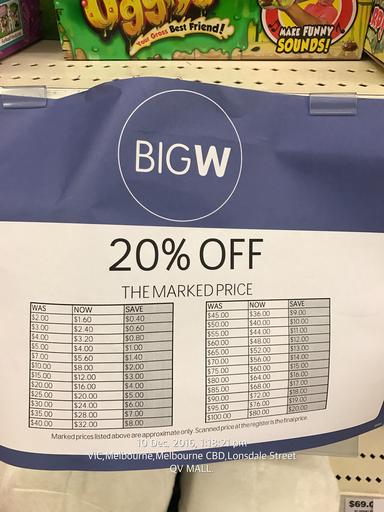 Uggly's
Your Gross Best Friend!
MAKE FUNNY
SOUNDS!
BIGW
20% OFF
THE MARKED PRICE
WAS NOW SAVE
$2.00 $1.60 $0.40
$3.00 $2.40 $0.60
$4.00 $3.20 $0.80
$5.00 $4.00 $1.00
$7.00 $5.60 $1.40
$10.00 $8.00 $2.00
$15.00 $12.00 $3.00
$20.00 $16.00 $4.00
$25.00 $20.00 $5.00
$30.00 $24.00 $6.00
$35.00 $28.00 $7.00
$40.00 $32.00 $8.00
WAS NOW SAVE
$45.00 $36.00 $9.00
$50.00 $40.00 $10.00
$55.00 $44.00 $11.00
$60.00 $48.00 $12.00
$65.00 $52.00 $13.00
$70.00 $56.00 $14.00
$75.00 $60.00 $15.00
$80.00 $64.00 $16.00
$85.00 $68.00 $17.00
$90.00 $72.00 $18.00
$95.00 $76.00 $19.00
$100.00 $80.00 $20.00
Marked prices listed above are approximate only. Scanned price at the register is the final price.
10 Dec. 2016, 1:18:21 pm
VIC,Melbourne,Melbourne CBD,Lonsdale Street
QV MALL.
$69.0